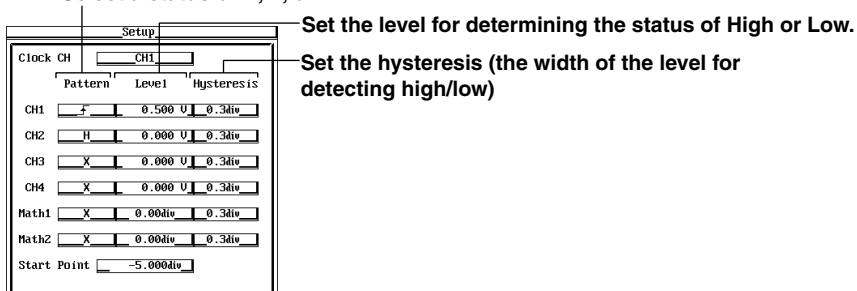 Setup
Set the level for determining the status of High or Low.
Clock CH CH1
Set the hysteresis (the width of the level for
detecting high/low)
Pattern Level Hysteresis
CH1 0.500 V 0.3div
CH2 H 0.000 V 0.3div
CH3 X 0.000 V 0.3div
CH4 X 0.000 V 0.3div
Math1 X 0.00div 0.3div
Math2 X 0.00div 0.3div
Start Point -5.000div